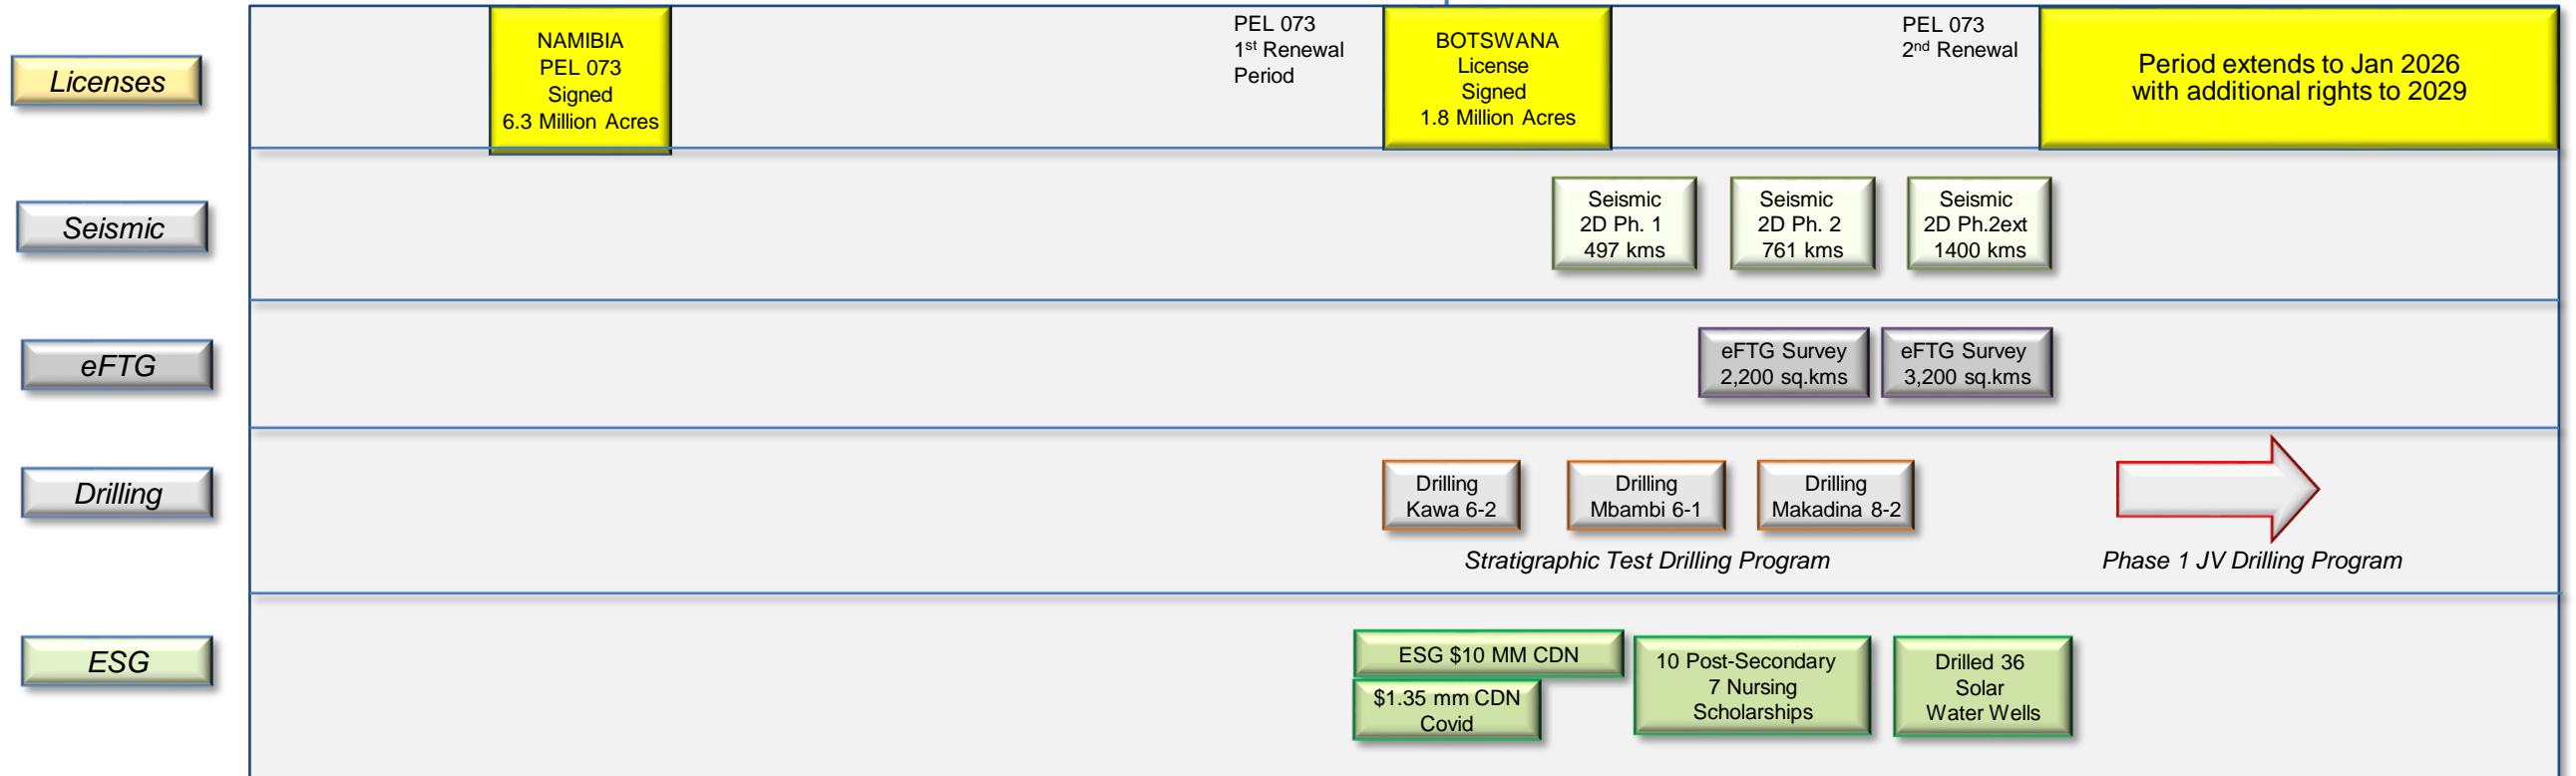 Licenses
NAMIBIA
PEL 073
Signed
6.3 Million Acres
PEL 073
1st Renewal
Period
BOTSWANA
License
Signed
1.8 Million Acres
PEL 073
2nd Renewal
Period extends to Jan 2026
with additional rights to 2029
Seismic
Seismic
2D Ph. 1
497 kms
Seismic
2D Ph. 2
761 kms
Seismic
2D Ph.2ext
1400 kms
eFTG
eFTG Survey
2,200 sq.kms
eFTG Survey
3,200 sq.kms
Drilling
Drilling
Kawa 6-2
Drilling
Mbambi 6-1
Drilling
Makadina 8-2
Stratigraphic Test Drilling Program
Phase 1 JV Drilling Program
ESG
ESG $10 MM CDN
$1.35 mm CDN
Covid
10 Post-Secondary
7 Nursing
Scholarships
Drilled 36
Solar
Water Wells